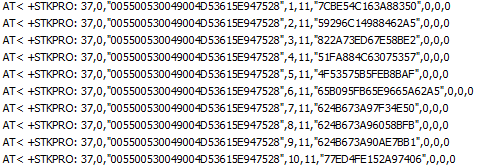 AT< +STKPRO: 37,0,"005500530049004D53615E947528",1,11,"7CBE54C163A88350",0,0,0
AT< +STKPRO: 37,0,"005500530049004D53615E947528",2,11,"59296C14988462A5",0,0,0
AT< +STKPRO: 37,0,"005500530049004D53615E947528",3,11,"822A73ED67E58BE2",0,0,0
AT< +STKPRO: 37,0,"005500530049004D53615E947528",4,11,"51FA884C63075357",0,0,0
AT< +STKPRO: 37,0,"005500530049004D53615E947528",5,11,"4F53575B5FEB8BAF",0,0,0
AT< +STKPRO: 37,0,"005500530049004D53615E947528",6,11,"65B095FB65E9665A62A5",0,0,0
AT< +STKPRO: 37,0,"005500530049004D53615E947528",7,11,"624B673A97F34E50",0,0,0
AT< +STKPRO: 37,0,"005500530049004D53615E947528",8,11,"624B673A96058BFB",0,0,0
AT< +STKPRO: 37,0,"005500530049004D53615E947528",9,11,"624B673A90AE7BB1",0,0,0
AT< +STKPRO: 37,0,"005500530049004D53615E947528",10,11,"77ED4FE152A97406",0,0,0